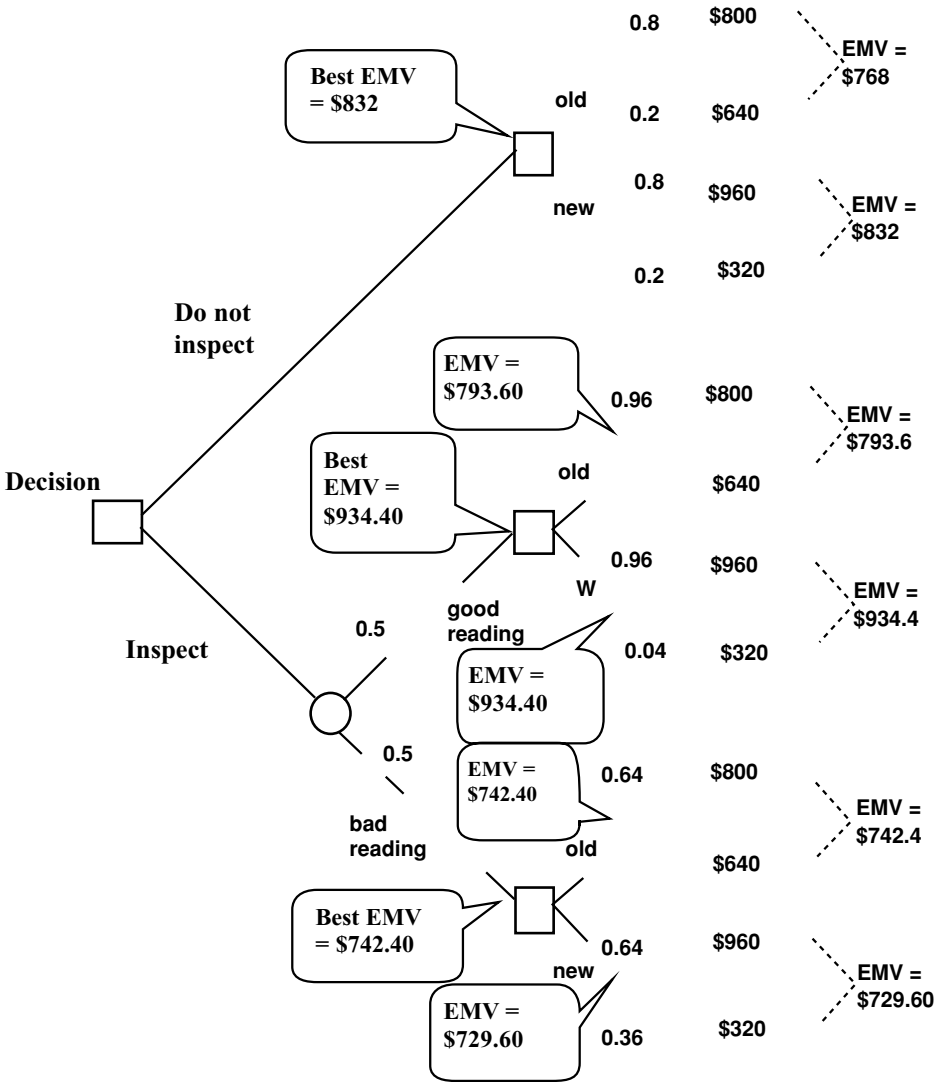 0.8
$800
EMV =
$768
Best EMV
= $832
old
0.2
$640
0.8
$960
new
EMV =
$832
0.2
$320
Do not
inspect
EMV =
$793.60
0.96
$800
EMV =
$793.6
Best
EMV =
$934.40
old
$640
Decision
0.96
$960
W
EMV =
$934.4
good
reading
0.5
Inspect
0.04
$320
EMV =
$934.40
0.5
EMV =
$742.40
0.64
$800
EMV =
$742.4
bad
reading
old
$640
Best EMV
= $742.40
0.64
$960
new
EMV =
$729.60
EMV =
$729.60
0.36
$320